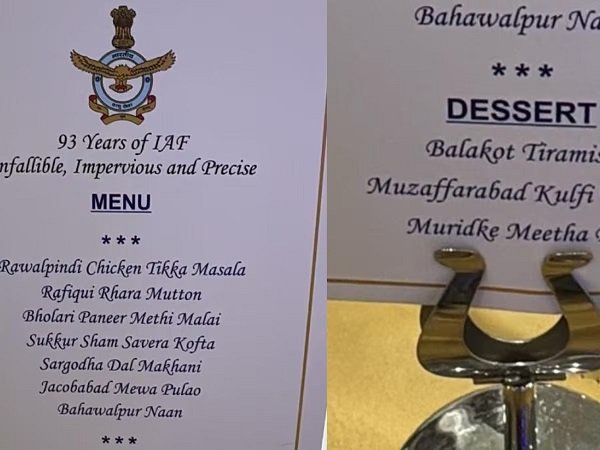 93 Years of IAF
nfallible, Impervious and Precise
MENU
***
Rawalpindi Chicken Tikka Masala
Rafiqui Rhara Mutton
Bholari Paneer Methi Malai
Sukkur Sham Savera Kofta
Sargodha Dal Makhani
Jacobabad Mewa Pulao
Bahawalpur Naan
***
Bahawalpur Na
***
DESSERT
Balakot Tiramis
Muzaffarabad Kulfi
Muridke Meetha